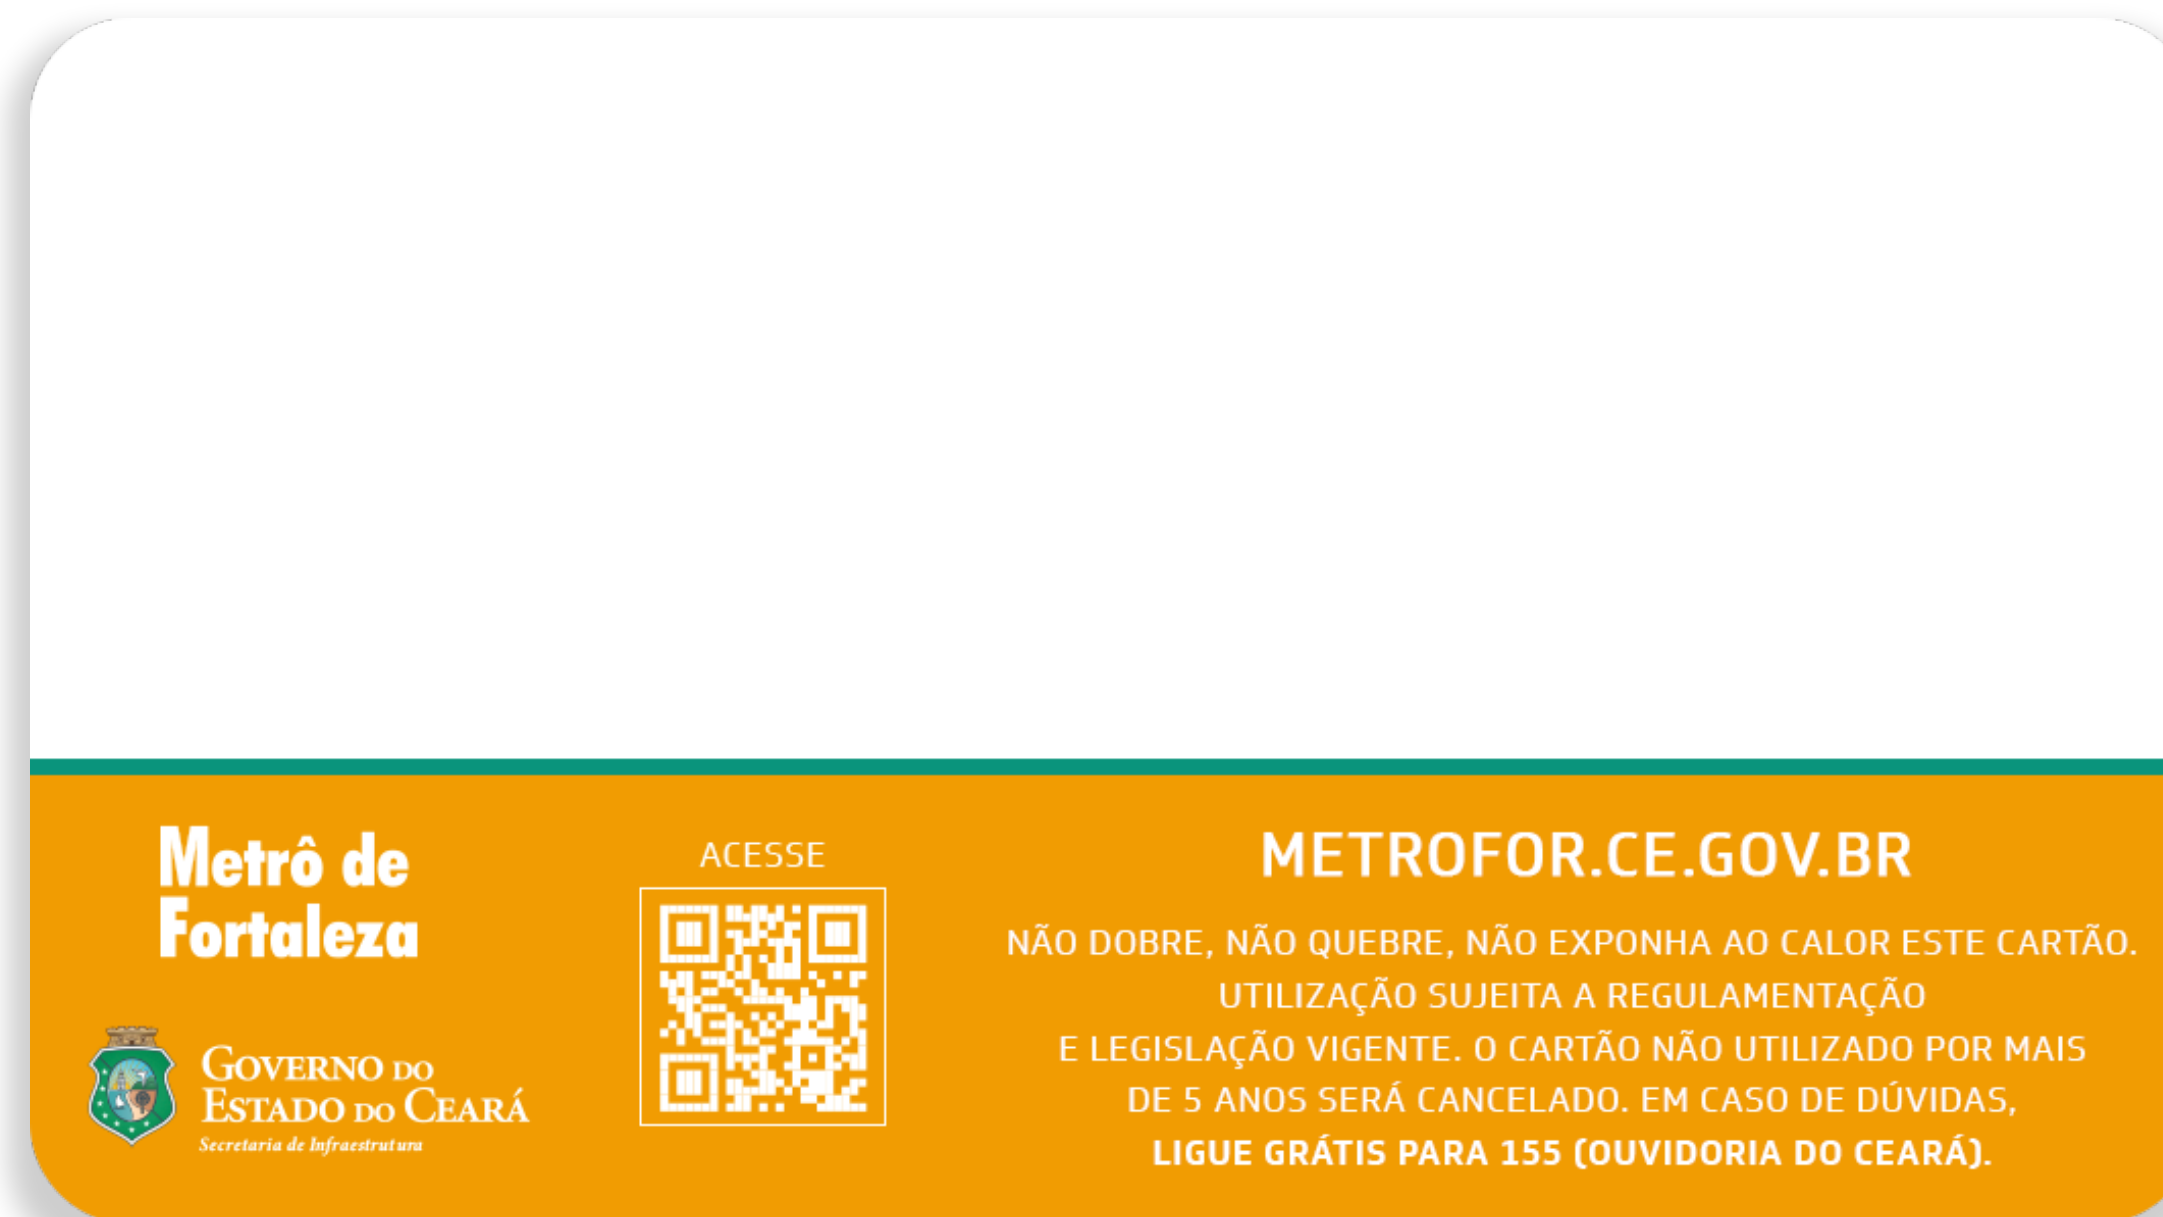 Metrô de
Fortaleza
GOVERNO DO
ESTADO DO CEARÁ
Secretaria de Infraestrutura
ACESSE
METROFOR.CE.GOV.BR
NÃO DOBRE, NÃO QUEBRE, NÃO EXPONHA AO CALOR ESTE CARTÃO.
UTILIZAÇÃO SUJEITA A REGULAMENTAÇÃO
E LEGISLAÇÃO VIGENTE. O CARTÃO NÃO UTILIZADO POR MAIS
DE 5 ANOS SERÁ CANCELADO. EM CASO DE DÚVIDAS,
LIGUE GRÁTIS PARA 155 (OUVIDORIA DO CEARÁ).